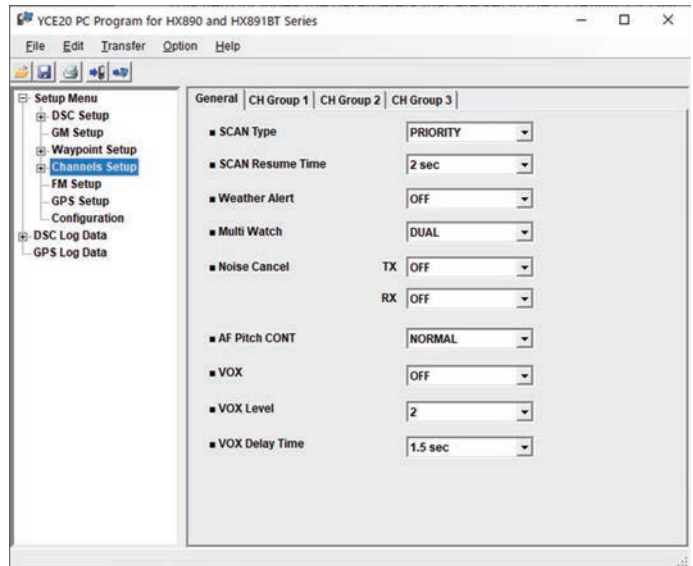 YCE20 PC Program for HX890 and HX891BT Series
File Edit Transfer Option Help
Setup Menu
DSC Setup
GM Setup
Waypoint Setup
Channels Setup
FM Setup
GPS Setup
Configuration
DSC Log Data
GPS Log Data
General CH Group 1 CH Group 2 CH Group 3
SCAN Type PRIORITY
SCAN Resume Time 2 sec
Weather Alert OFF
Multi Watch DUAL
Noise Cancel TX OFF
RX OFF
AF Pitch CONT NORMAL
VOX OFF
VOX Level 2
VOX Delay Time 1.5 sec